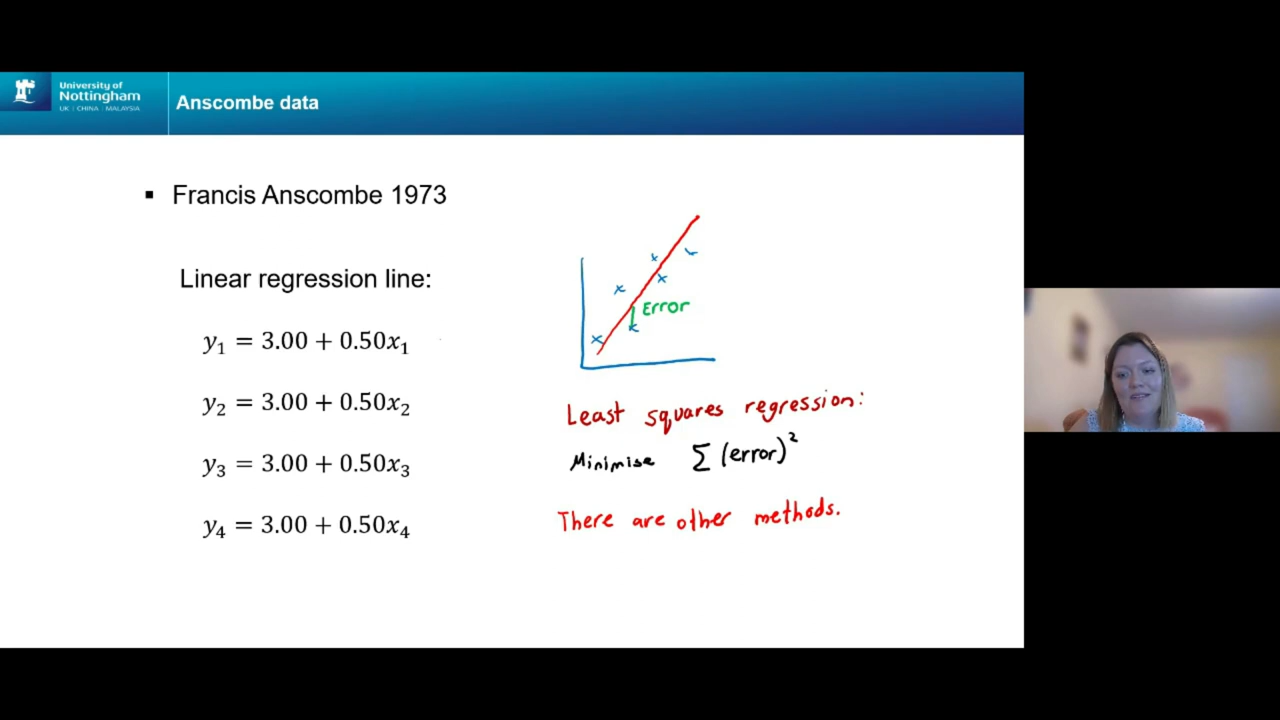 University of
Nottingham
UK | CHINA | MALAYSIA
Anscombe data
▪ Francis Anscombe 1973
Linear regression line:
y₁ = 3.00 + 0.50x₁
y₂ = 3.00 + 0.50x₂
y₃ = 3.00 + 0.50x₃
y₄ = 3.00 + 0.50x₄
Error
Least squares regression:
Minimise ∑ (error)²
There are other methods.